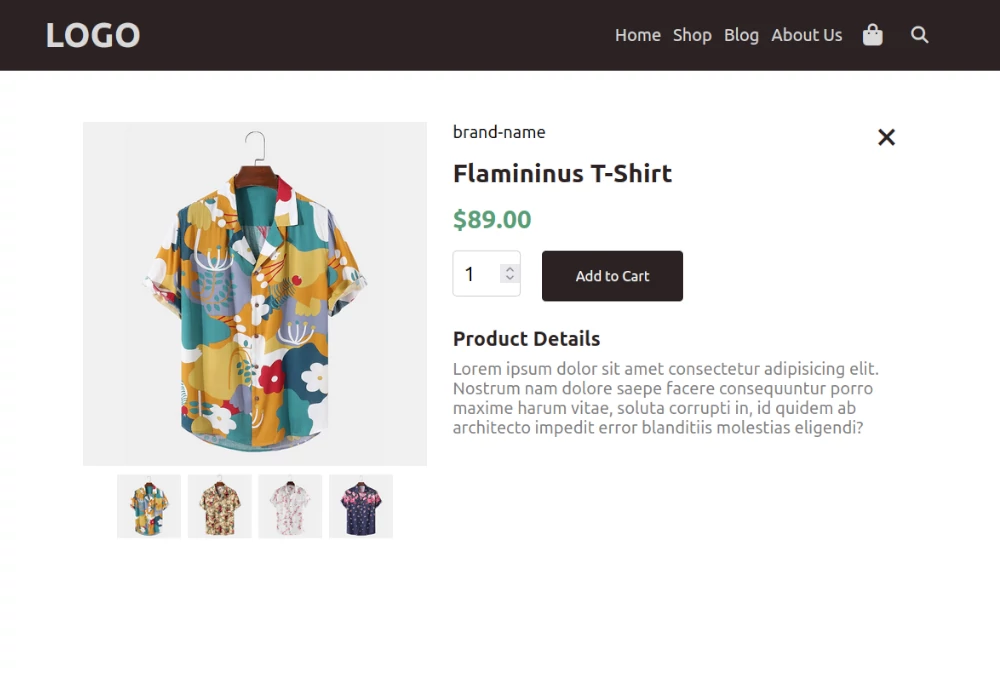 LOGO
Home Shop Blog About Us
brand-name
Flamininus T-Shirt
$89.00
1
Add to Cart
Product Details
Lorem ipsum dolor sit amet consectetur adipisicing elit.
Nostrum nam dolore saepe facere consequuntur porro
maxime harum vitae, soluta corrupti in, id quidem ab
architecto impedit error blanditiis molestias eligendi?